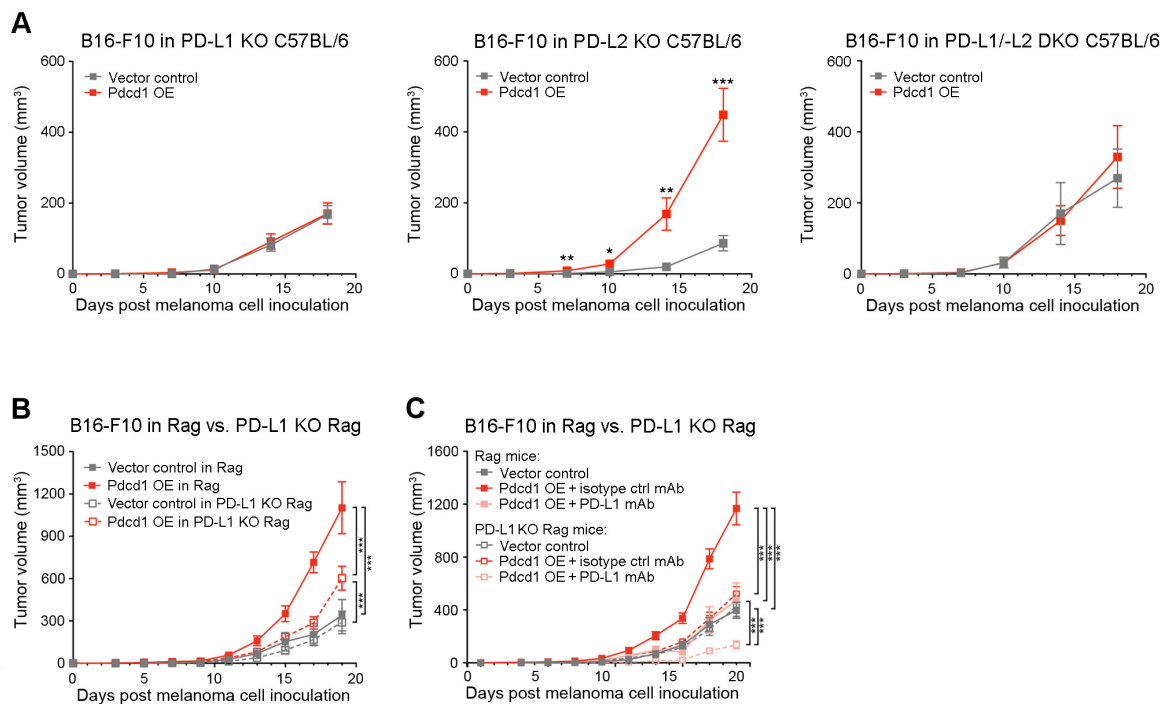 A
B16-F10 in PD-L1 KO C57BL/6
Tumor volume (mm³)
600
400
200
0
Vector control
Pdcd1 OE
0 5 10 15 20
Days post melanoma cell inoculation
B16-F10 in PD-L2 KO C57BL/6
Tumor volume (mm³)
600
400
200
0
Vector control
Pdcd1 OE
**
*
**
***
0 5 10 15 20
Days post melanoma cell inoculation
B16-F10 in PD-L1/-L2 DKO C57BL/6
Tumor volume (mm³)
600
400
200
0
Vector control
Pdcd1 OE
0 5 10 15 20
Days post melanoma cell inoculation
B
B16-F10 in Rag vs. PD-L1 KO Rag
Tumor volume (mm³)
1500
1200
900
600
300
0
Vector control in Rag
Pdcd1 OE in Rag
Vector control in PD-L1 KO Rag
Pdcd1 OE in PD-L1 KO Rag
***
***
***
0 5 10 15 20
Days post melanoma cell inoculation
C
B16-F10 in Rag vs. PD-L1 KO Rag
Tumor volume (mm³)
1600
1200
800
400
0
Rag mice:
Vector control
Pdcd1 OE + isotype ctrl mAb
Pdcd1 OE + PD-L1 mAb
PD-L1 KO Rag mice:
Vector control
Pdcd1 OE + isotype ctrl mAb
Pdcd1 OE + PD-L1 mAb
***
***
***
***
***
0 5 10 15 20
Days post melanoma cell inoculation